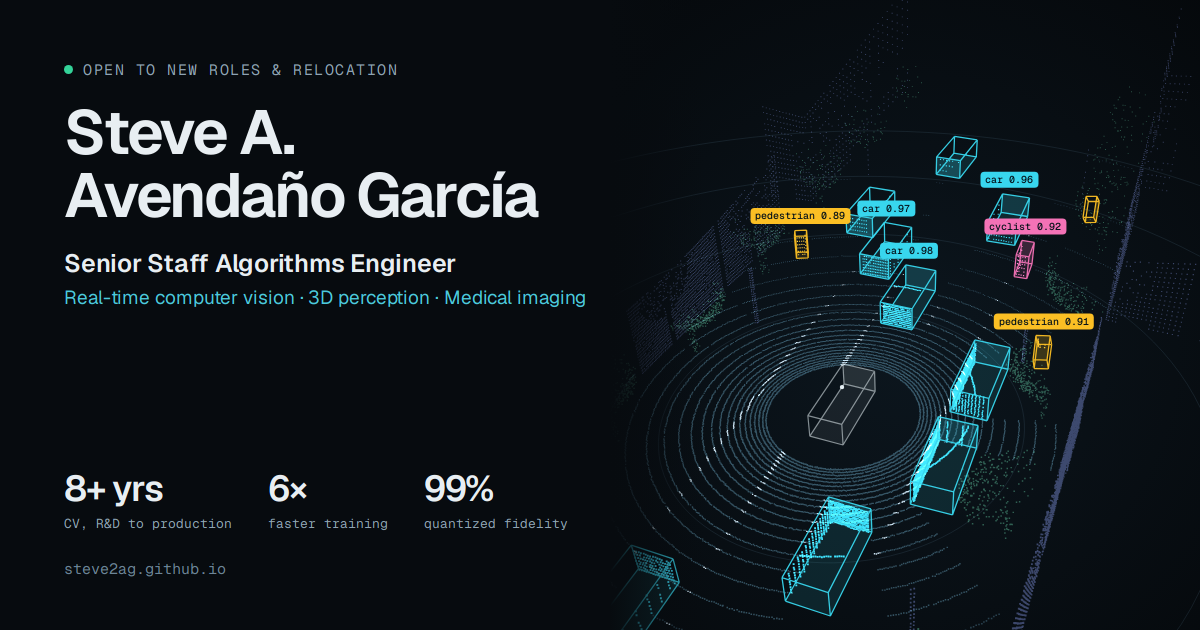 OPEN TO NEW ROLES & RELOCATION
Steve A.
Avendaño García
Senior Staff Algorithms Engineer
Real-time computer vision · 3D perception · Medical imaging
8+ yrs
CV, R&D to production
6×
faster training
99%
quantized fidelity
steve2ag.github.io
car 0.96
pedestrian 0.89
car 0.97
cyclist 0.92
car 0.98
pedestrian 0.91